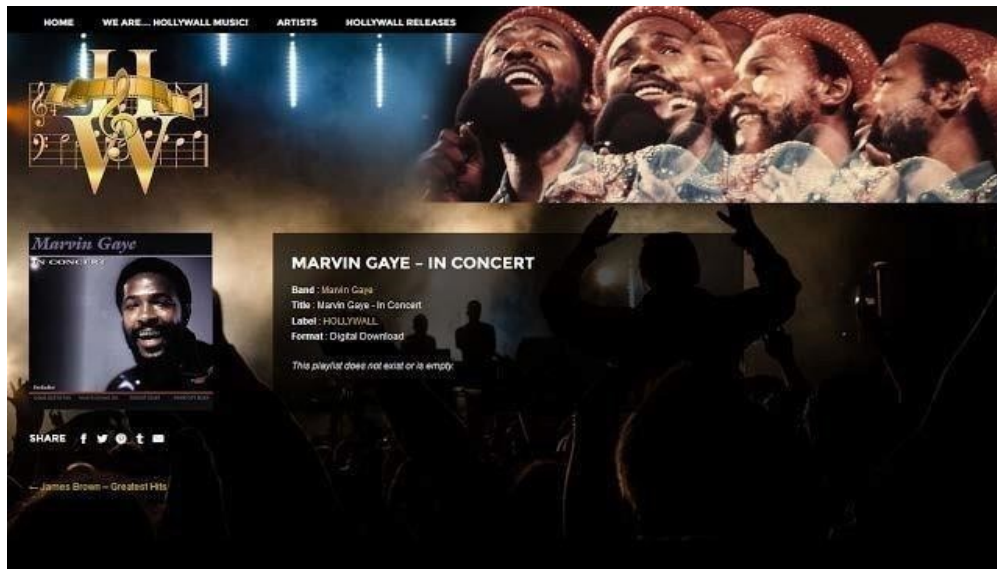 HOME WE ARE.... HOLLYWALL MUSIC! ARTISTS HOLLYWALL RELEASES
HW
Marvin Gaye
IN CONCERT
Includes
MARVIN GAYE – IN CONCERT
Band : Marvin Gaye
Title : Marvin Gaye - In Concert
Label : HOLLYWALL
Format : Digital Download
This playlist does not exist or is empty.
SHARE
← James Brown – Greatest Hits